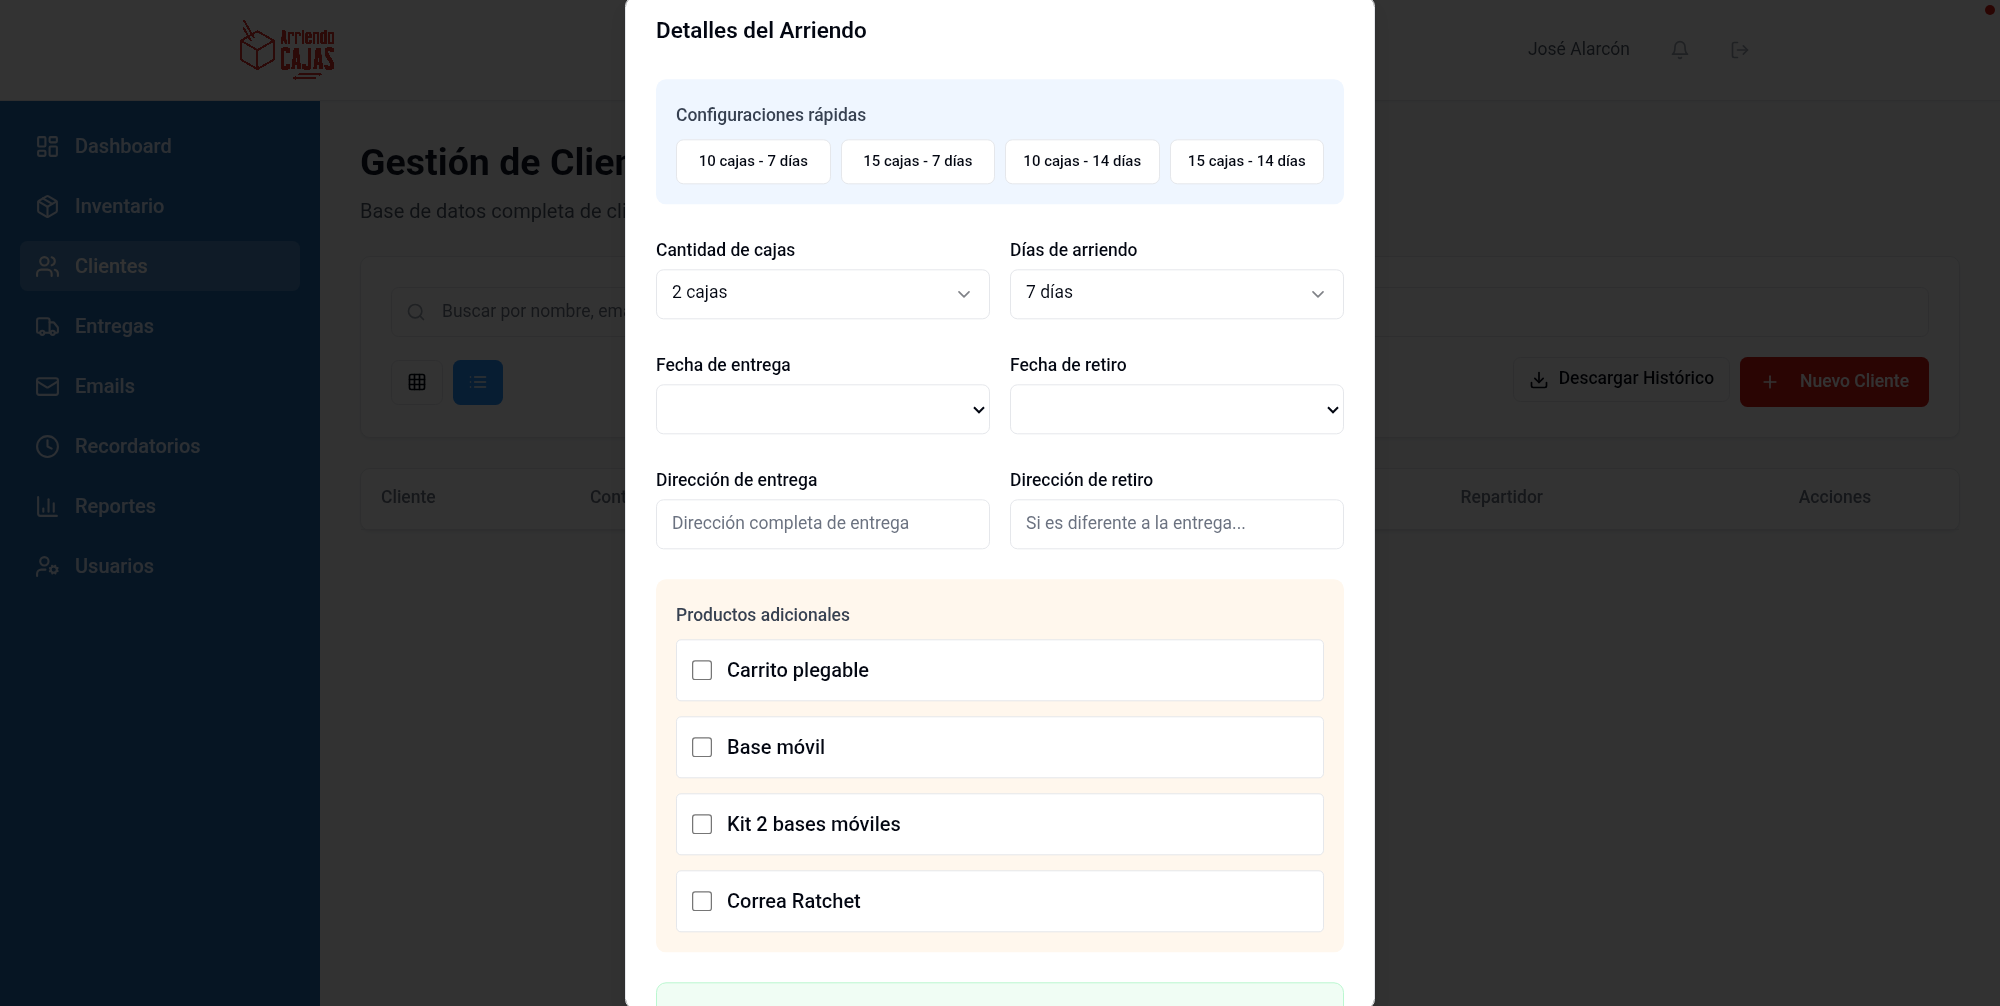 Arriendo
CAJAS
José Alarcón
Dashboard
Inventario
Clientes
Entregas
Emails
Recordatorios
Reportes
Usuarios
Gestión de Clien
Base de datos completa de cli
Buscar por nombre, ema
Descargar Histórico
Nuevo Cliente
Cliente
Cont
Repartidor
Acciones
Detalles del Arriendo
Configuraciones rápidas
10 cajas - 7 días
15 cajas - 7 días
10 cajas - 14 días
15 cajas - 14 días
Cantidad de cajas
Días de arriendo
2 cajas
7 días
Fecha de entrega
Fecha de retiro
Dirección de entrega
Dirección de retiro
Dirección completa de entrega
Si es diferente a la entrega...
Productos adicionales
Carrito plegable
Base móvil
Kit 2 bases móviles
Correa Ratchet